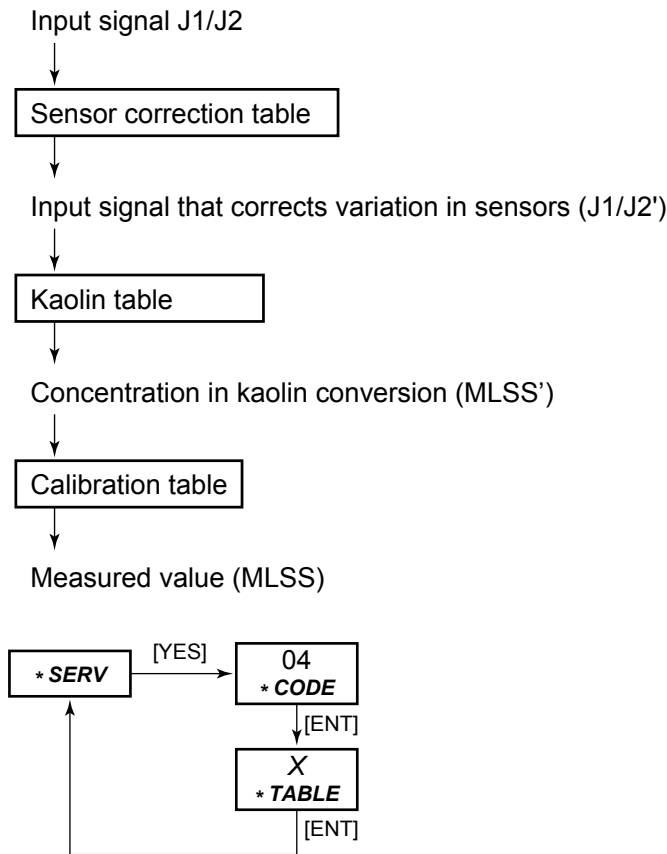 Input signal J1/J2
Sensor correction table
Input signal that corrects variation in sensors (J1/J2')
Kaolin table
Concentration in kaolin conversion (MLSS’)
Calibration table
Measured value (MLSS)
* SERV
[YES]
04
* CODE
[ENT]
X
* TABLE
[ENT]